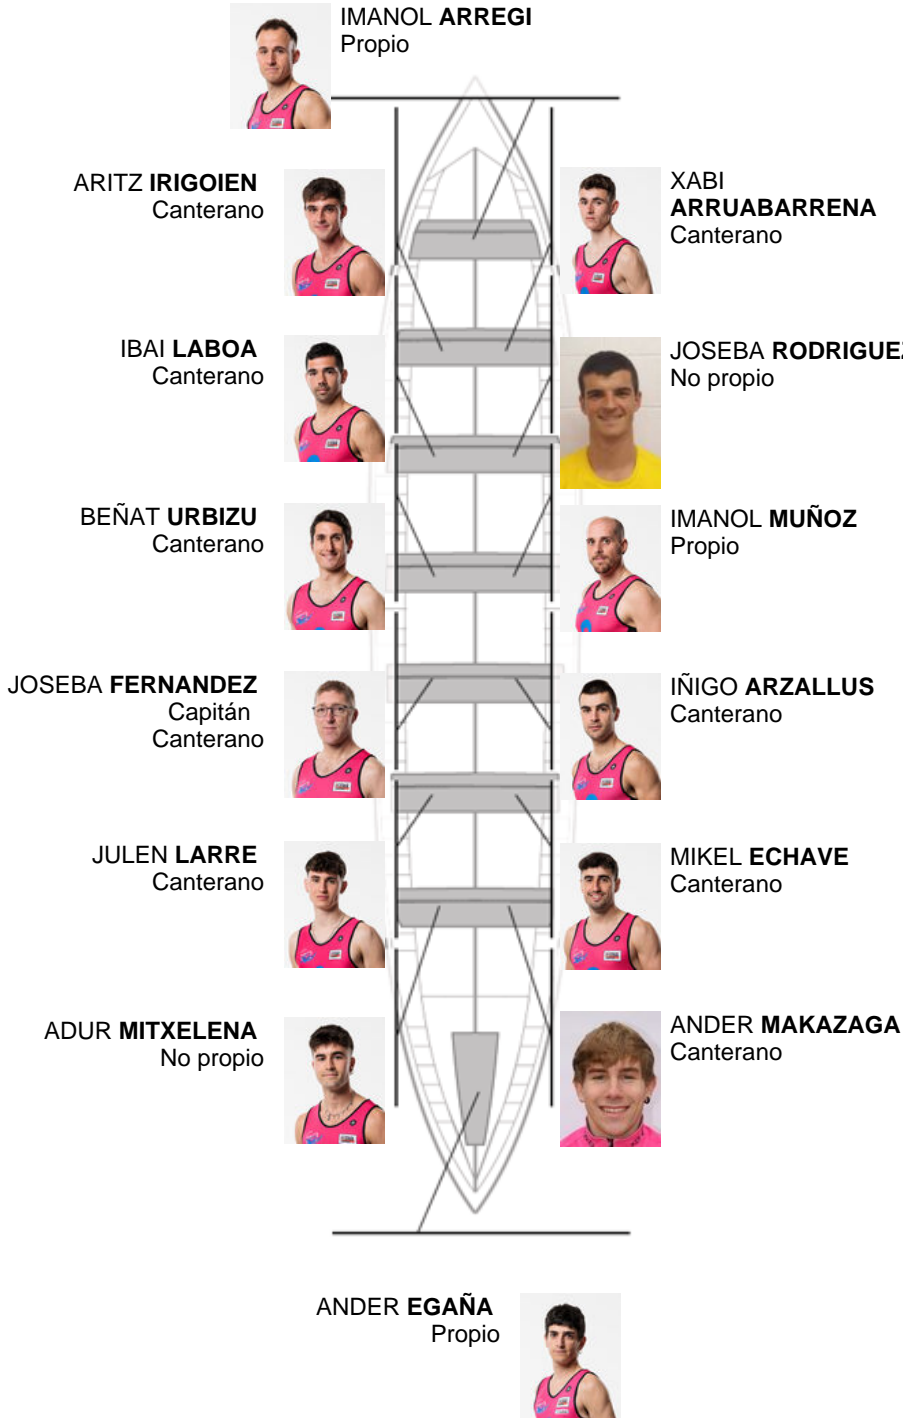 IMANOL ARREGI
Propio
ARITZ IRIGOIEN
Canterano
XABI
ARRUABARRENA
Canterano
IBAI LABOA
Canterano
JOSEBA RODRIGUEZ
No propio
BEÑAT URBIZU
Canterano
IMANOL MUÑOZ
Propio
JOSEBA FERNANDEZ
Capitán
Canterano
IÑIGO ARZALLUS
Canterano
JULEN LARRE
Canterano
MIKEL ECHAVE
Canterano
ADUR MITXELENA
No propio
ANDER MAKAZAGA
Canterano
ANDER EGAÑA
Propio